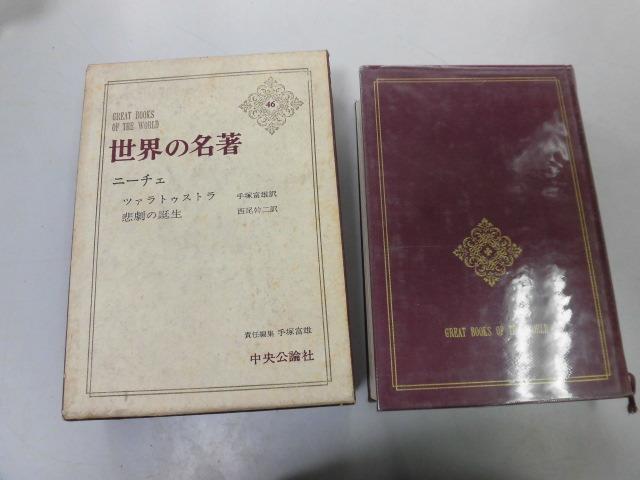 GREAT BOOKS
OF THE WORLD
46
世界の名著
ニーチェ
ツァラトゥストラ 手塚富雄訳
悲劇の誕生 西尾幹二訳
責任編集 手塚富雄
中央公論社
GREAT BOOKS OF THE WORLD